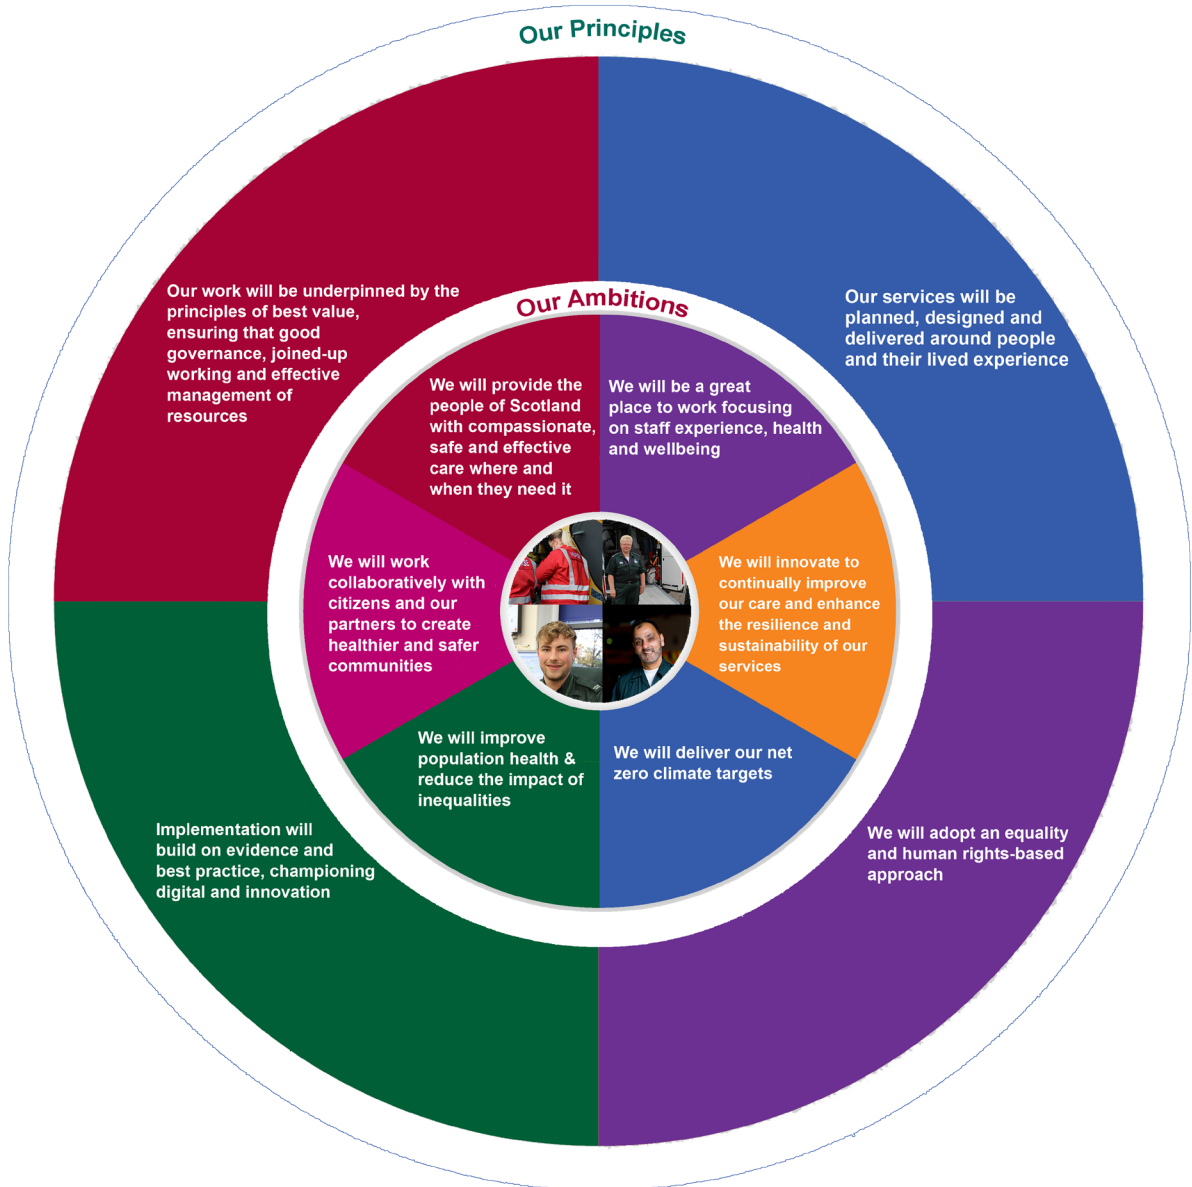 Our Principles
Our work will be underpinned by the
principles of best value,
ensuring that good
governance, joined-up
working and effective
management of
resources
Our services will be
planned, designed and
delivered around people
and their lived experience
Our Ambitions
We will provide the
people of Scotland
with compassionate,
safe and effective
care where and
when they need it
We will be a great
place to work focusing
on staff experience, health
and wellbeing
We will work
collaboratively with
citizens and our
partners to create
healthier and safer
communities
We will innovate to
continually improve
our care and enhance
the resilience and
sustainability of our
services
We will improve
population health &
reduce the impact of
inequalities
We will deliver our net
zero climate targets
Implementation will
build on evidence and
best practice, championing
digital and innovation
We will adopt an equality
and human rights-based
approach